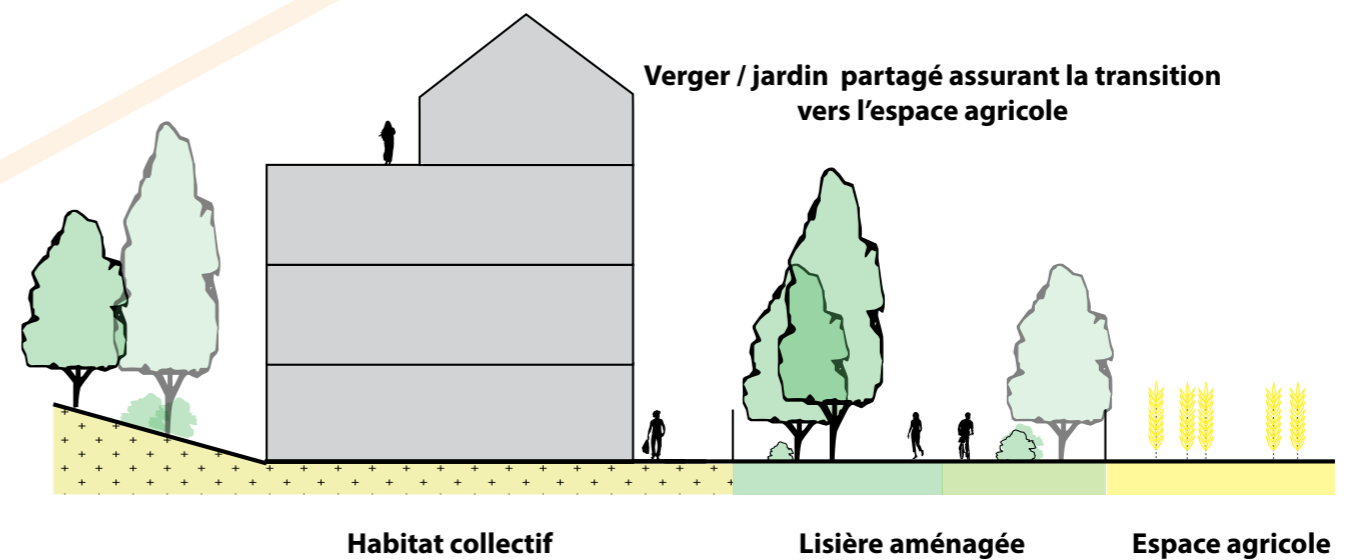 Verger / jardin partagé assurant la transition
vers l'espace agricole
Habitat collectif
Lisière aménagée
Espace agricole